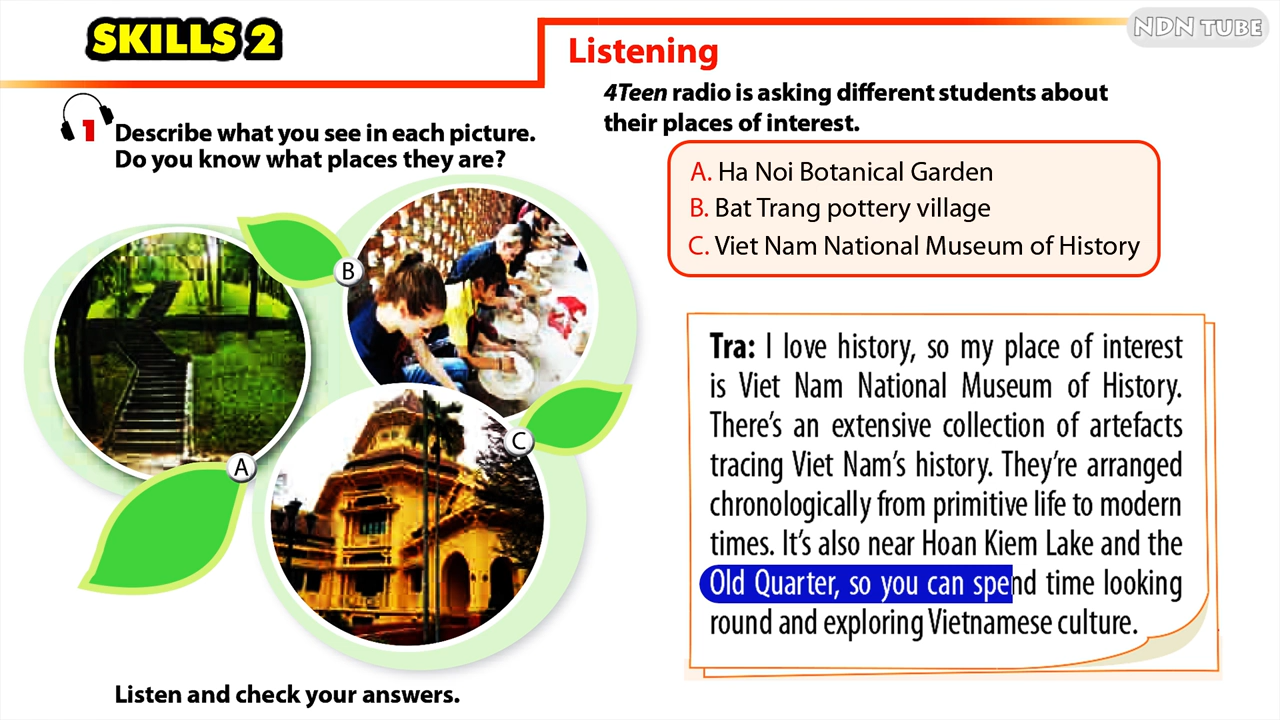 SKILLS 2
NDN TUBE
Listening
1 Describe what you see in each picture.
Do you know what places they are?
A
B
C
Listen and check your answers.
4Teen radio is asking different students about
their places of interest.
A. Ha Noi Botanical Garden
B. Bat Trang pottery village
C. Viet Nam National Museum of History
Tra: I love history, so my place of interest
is Viet Nam National Museum of History.
There's an extensive collection of artefacts
tracing Viet Nam's history. They're arranged
chronologically from primitive life to modern
times. It's also near Hoan Kiem Lake and the
Old Quarter, so you can spend time looking
round and exploring Vietnamese culture.